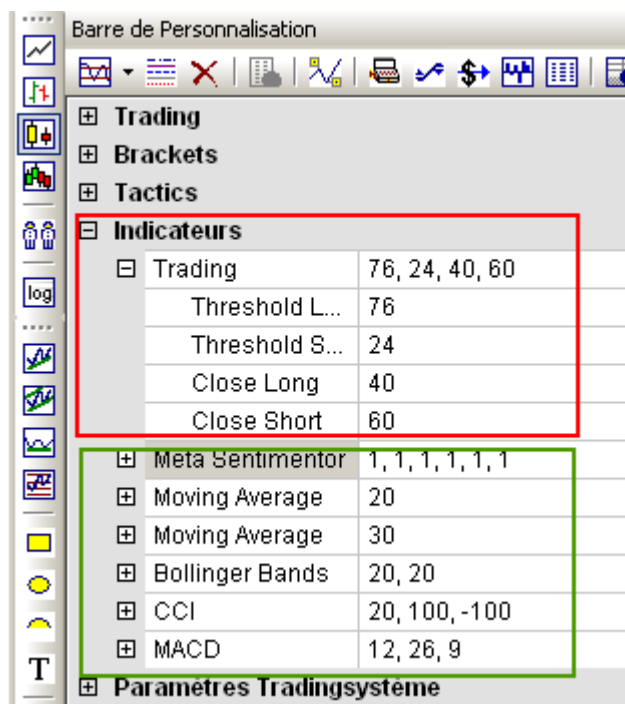 Barre de Personnalisation
Trading
Brackets
Tactics
Indicateurs
Trading 76, 24, 40, 60
Threshold L... 76
Threshold S... 24
Close Long 40
log
Close Short 60
Meta Sentimentor 1, 1, 1, 1, 1, 1
Moving Average 20
Moving Average 30
Bollinger Bands 20, 20
CCI 20, 100, -100
MACD 12, 26, 9
T
Paramétres Tradingsystéme